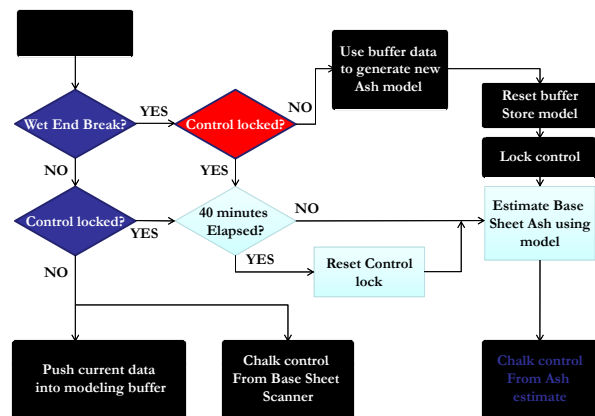 Use buffer data
to generate new
Ash model
NO
YES
Wet End Break?
Control locked?
Reset buffer
Store model
Lock control
NO
YES
Control locked?
YES
40 minutes
Elapsed?
NO
Estimate Base
Sheet Ash using
model
YES
Reset Control
lock
NO
Push current data
into modeling buffer
Chalk control
From Base Sheet
Scanner
Chalk control
From Ash
estimate